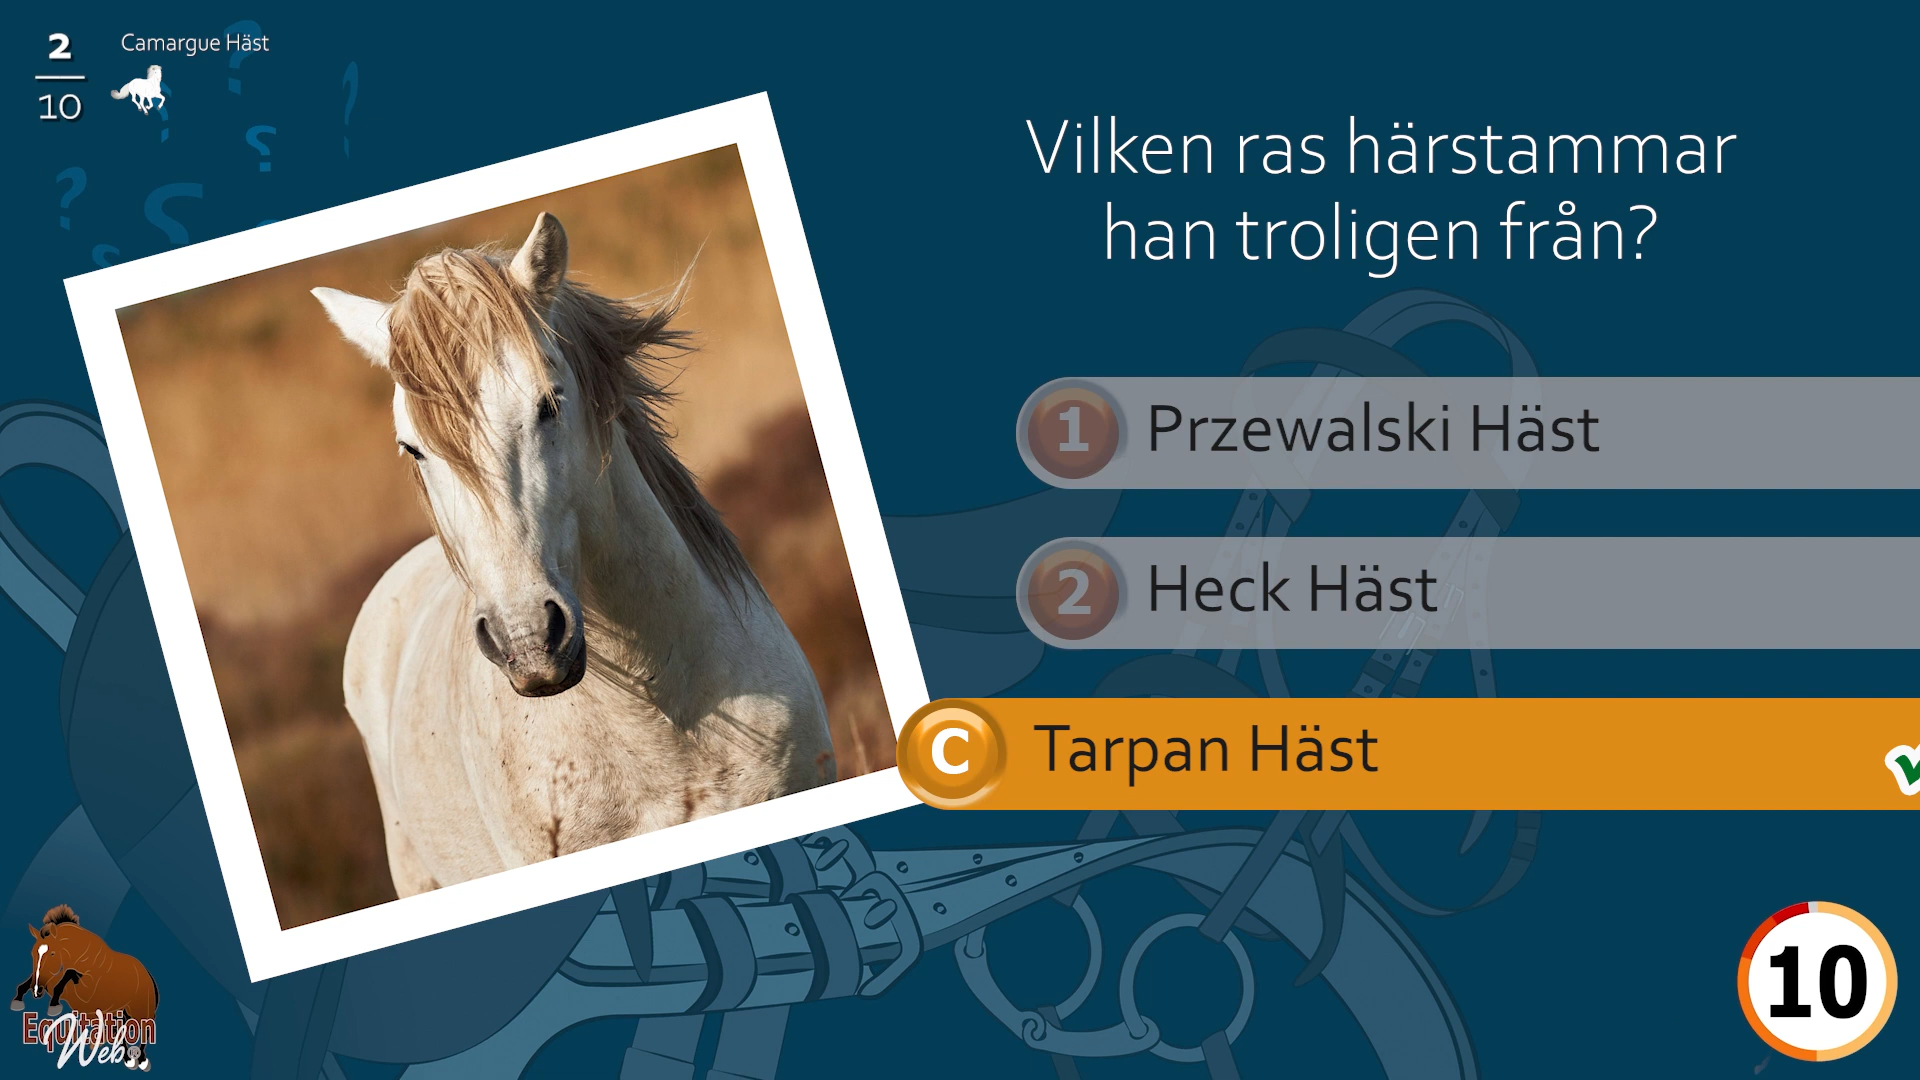 2
10
Camargue Häst
Vilken ras härstammar
han troligen från?
1 Przewalski Häst
2 Heck Häst
C Tarpan Häst
10
Equitation
Web